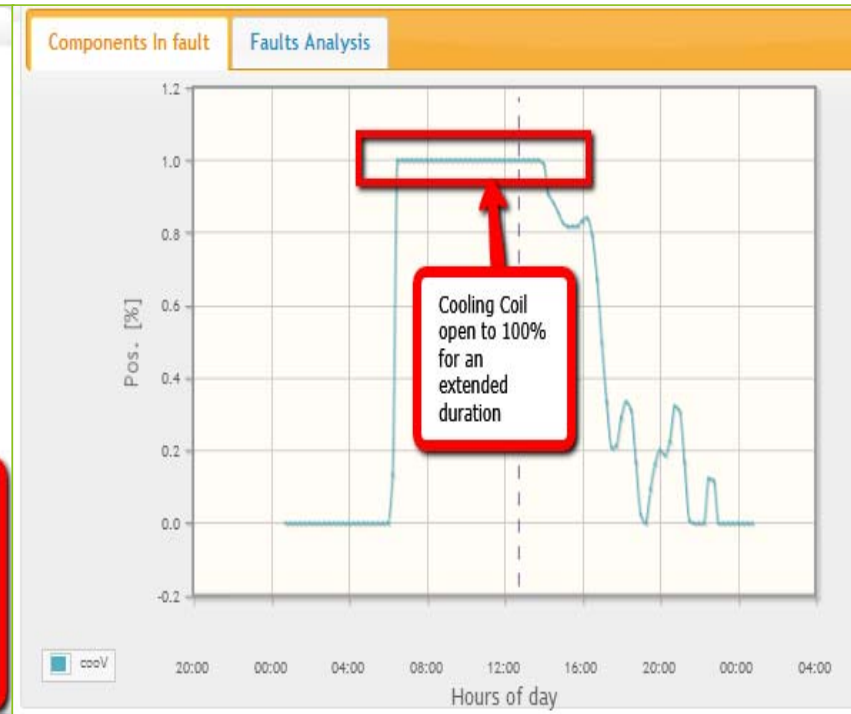 Components In fault
Faults Analysis
1.2
1.0
0.8
0.6
0.4
0.2
0.0
-0.2
Pos. [%]
Cooling Coil
open to 100%
for an
extended
duration
cooV
20:00 00:00 04:00 08:00 12:00 16:00 20:00 00:00 04:00
Hours of day